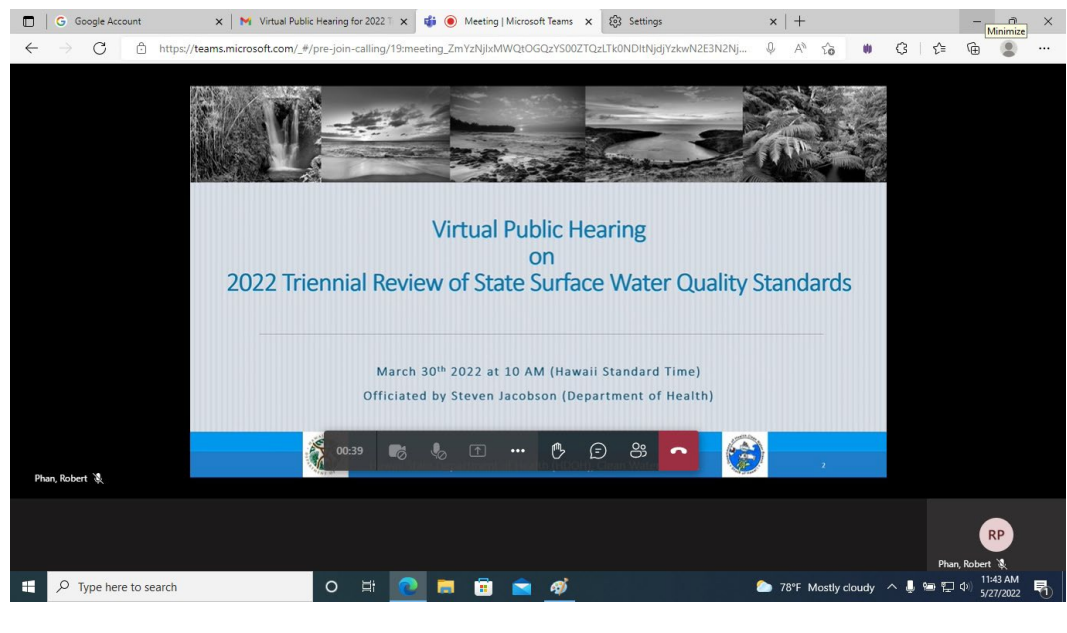 Google Account
Virtual Public Hearing for 2022 T
Meeting | Microsoft Teams
Settings
Minimize
https://teams.microsoft.com/_#/pre-join-calling/19:meeting_ZmYzNjIxMWQtOGQzYS00ZTQzLTk0NDItNjdjYzkwN2E3N2Nj...
Virtual Public Hearing
on
2022 Triennial Review of State Surface Water Quality Standards
March 30th 2022 at 10 AM (Hawaii Standard Time)
Officiated by Steven Jacobson (Department of Health)
00:39
2
Phan, Robert
RP
Phan, Robert
Type here to search
78°F Mostly cloudy
11:43 AM
5/27/2022
1